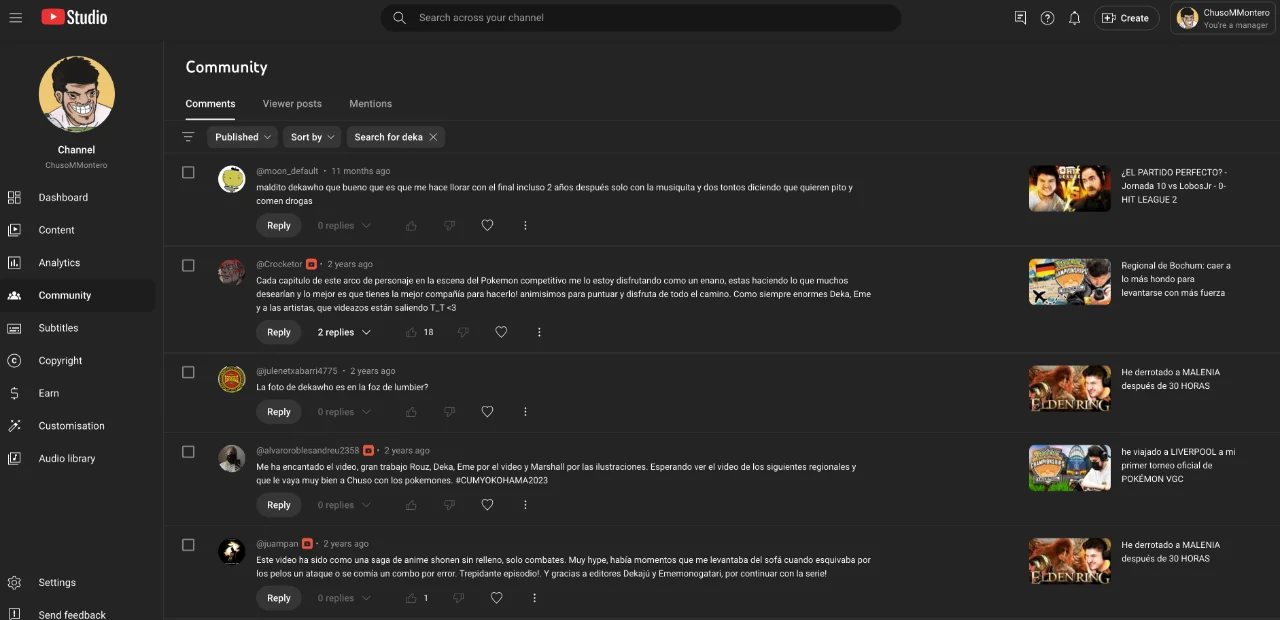 Studio
Search across your channel
Create
ChusoMMontero
You're a manager
Channel
ChusoMMontero
Dashboard
Content
Analytics
Community
Subtitles
Copyright
Earn
Customisation
Audio library
Settings
Send feedback
Community
Comments
Viewer posts
Mentions
Published
Sort by
Search for deka
@moon_default • 11 months ago
maldito dekawho que bueno que es que me hace llorar con el final incluso 2 años después solo con la musiquita y dos tontos diciendo que quieren pito y
comen drogas
Reply
0 replies
¿EL PARTIDO PERFECTO? -
Jornada 10 vs LobosJr - 0-
HIT LEAGUE 2
@Crocketor • 2 years ago
Cada capitulo de este arco de personaje en la escena del Pokemon competitivo me lo estoy disfrutando como un enano, estas haciendo lo que muchos
desearían y lo mejor es que tienes la mejor compañía para hacerlo! animisimos para puntuar y disfruta de todo el camino. Como siempre enormes Deka, Eme
y a las artistas, que videazos están saliendo T_T <3
Reply
2 replies
18
Regional de Bochum: caer a
lo más hondo para
levantarse con más fuerza
@julenetxabarri4775 • 2 years ago
La foto de dekawho es en la foz de lumbier?
Reply
0 replies
ELDEN RING
He derrotado a MALENIA
después de 30 HORAS
@alvaroroblesandreu2358 • 2 years ago
Me ha encantado el video, gran trabajo Rouz, Deka, Eme por el video y Marshall por las ilustraciones. Esperando ver el video de los siguientes regionales y
que le vaya muy bien a Chuso con los pokemones. #CUMYOKOHAMA2023
Reply
0 replies
he viajado a LIVERPOOL a mi
primer torneo oficial de
POKÉMON VGC
@juampan • 2 years ago
Este video ha sido como una saga de anime shonen sin relleno, solo combates. Muy hype, había momentos que me levantaba del sofá cuando esquivaba por
los pelos un ataque o se comía un combo por error. Trepidante episodio!. Y gracias a editores Dekajú y Ememonogatari, por continuar con la serie!
Reply
0 replies
1
ELDEN RING
He derrotado a MALENIA
después de 30 HORAS